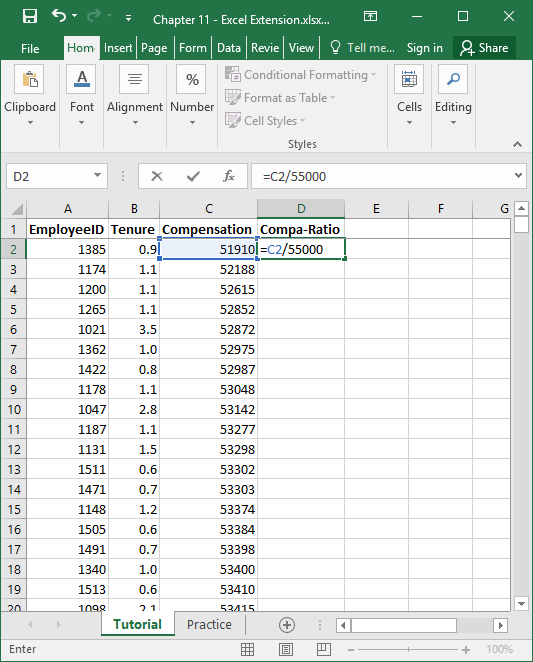 Chapter 11 - Excel Extension.xlsx...
File Home Insert Page Form Data Revie View Tell me... Sign in Share
Clipboard Font Alignment Number % Conditional Formatting Format as Table Cell Styles Styles Cells Editing
D2 fx =C2/55000
A B C D E F G
1 EmployeeID Tenure Compensation Compa-Ratio
2 1385 0.9 51910 =C2/55000
3 1174 1.1 52188
4 1200 1.1 52615
5 1265 1.1 52852
6 1021 3.5 52872
7 1362 1.0 52975
8 1422 0.8 52987
9 1178 1.1 53048
10 1047 2.8 53142
11 1187 1.1 53277
12 1131 1.5 53298
13 1511 0.6 53302
14 1471 0.7 53303
15 1148 1.2 53374
16 1505 0.6 53384
17 1491 0.7 53398
18 1340 1.0 53400
19 1513 0.6 53410
20 1098 2.1 53415
Tutorial Practice
Enter 100%